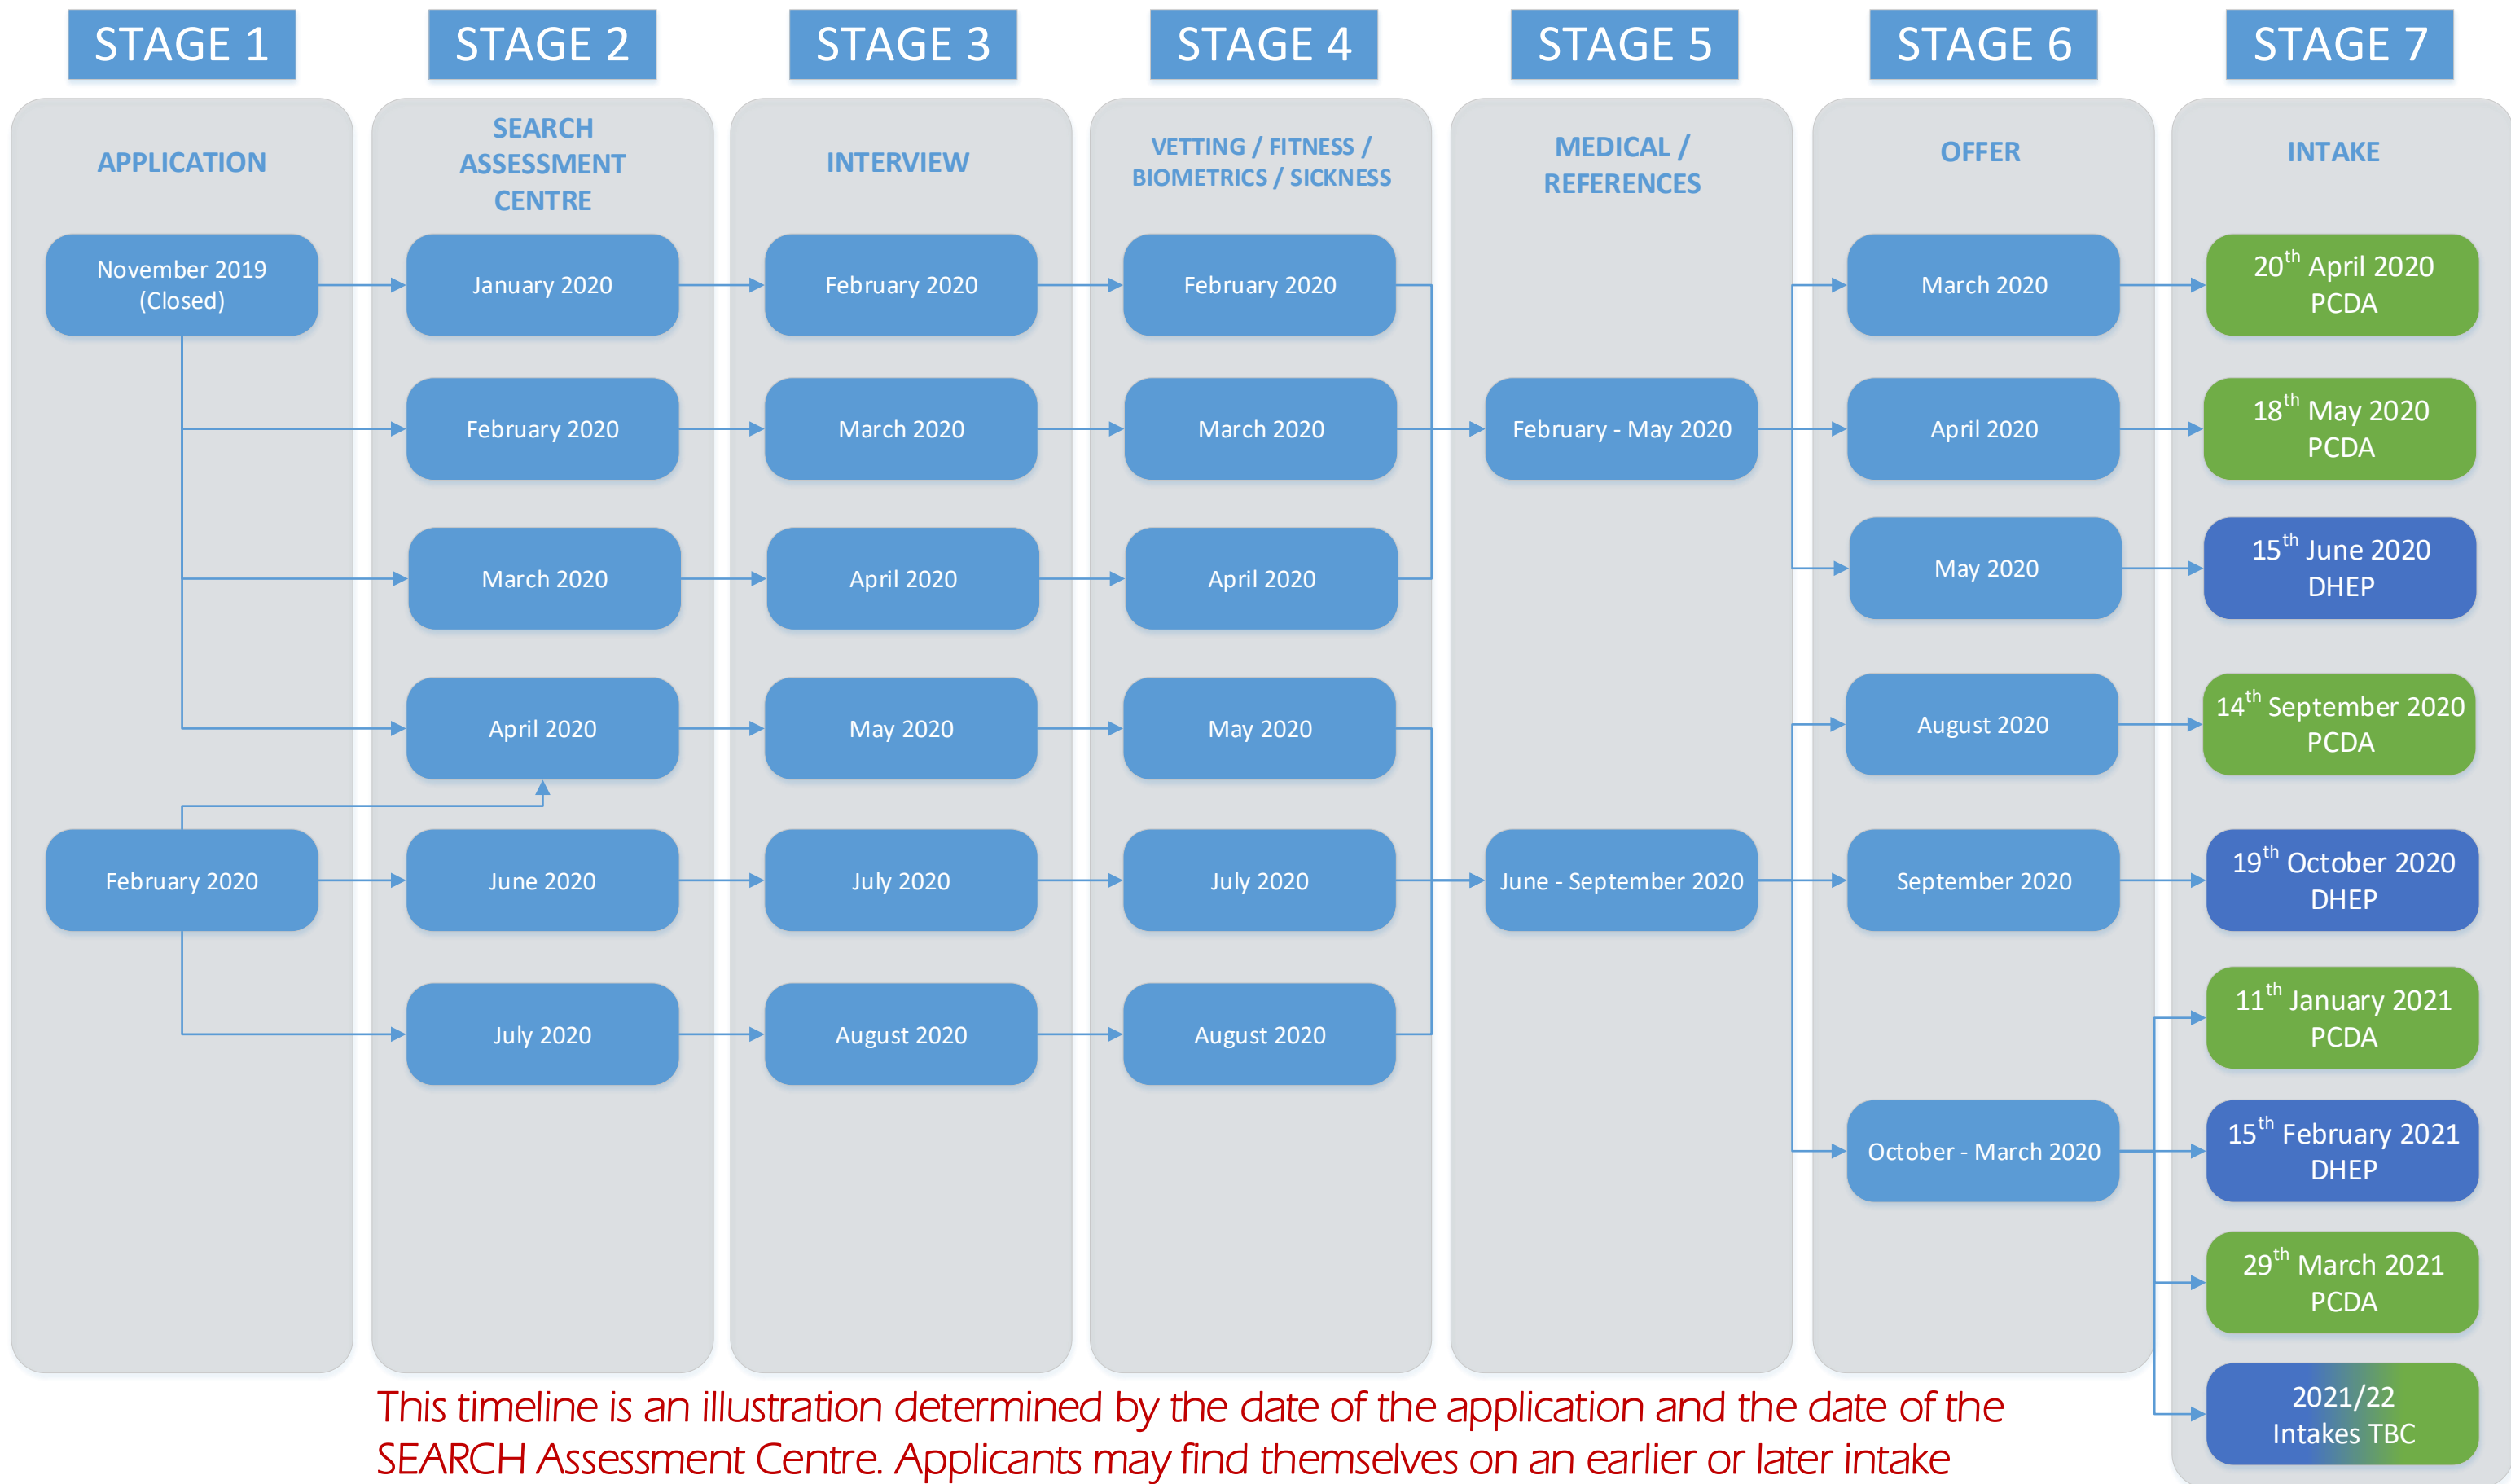 STAGE 1
STAGE 2
STAGE 3
STAGE 4
STAGE 5
STAGE 6
STAGE 7
APPLICATION
SEARCH
ASSESSMENT
CENTRE
INTERVIEW
VETTING / FITNESS /
BIOMETRICS / SICKNESS
MEDICAL /
REFERENCES
OFFER
INTAKE
November 2019
(Closed)
January 2020
February 2020
February 2020
March 2020
20th April 2020
PCDA
February 2020
March 2020
March 2020
February - May 2020
April 2020
18th May 2020
PCDA
March 2020
April 2020
April 2020
May 2020
15th June 2020
DHEP
April 2020
May 2020
May 2020
August 2020
14th September 2020
PCDA
February 2020
June 2020
July 2020
July 2020
June - September 2020
September 2020
19th October 2020
DHEP
July 2020
August 2020
August 2020
11th January 2021
PCDA
October - March 2020
15th February 2021
DHEP
29th March 2021
PCDA
2021/22
Intakes TBC
This timeline is an illustration determined by the date of the application and the date of the
SEARCH Assessment Centre. Applicants may find themselves on an earlier or later intake